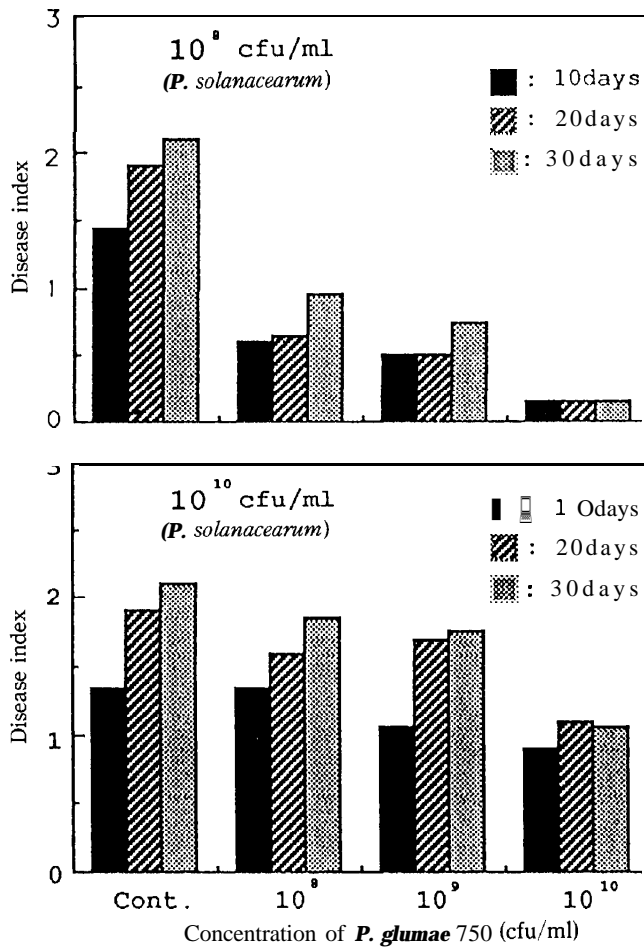 3
10⁸ cfu/ml
(P. solanacearum)
: 10days
: 20days
: 30days
2
1
0
Disease index
10¹⁰ cfu/ml
(P. solanacearum)
1 Odays
: 20days
: 30days
2
1
0
Disease index
Cont. 10⁸ 10⁹ 10¹⁰
Concentration of P. glumae 750 (cfu/ml)